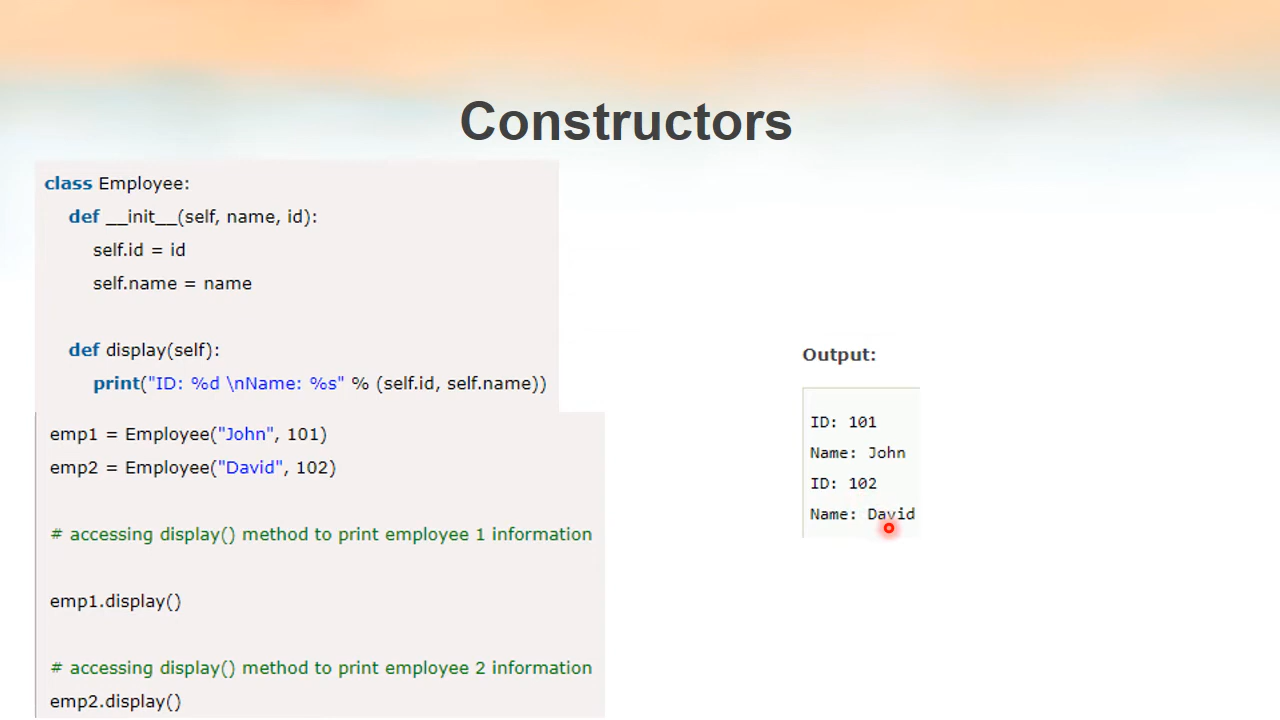 Constructors
class Employee:
def __init__(self, name, id):
self.id = id
self.name = name
def display(self):
print("ID: %d \nName: %s" % (self.id, self.name))
emp1 = Employee("John", 101)
emp2 = Employee("David", 102)
# accessing display() method to print employee 1 information
emp1.display()
# accessing display() method to print employee 2 information
emp2.display()
Output:
ID: 101
Name: John
ID: 102
Name: David